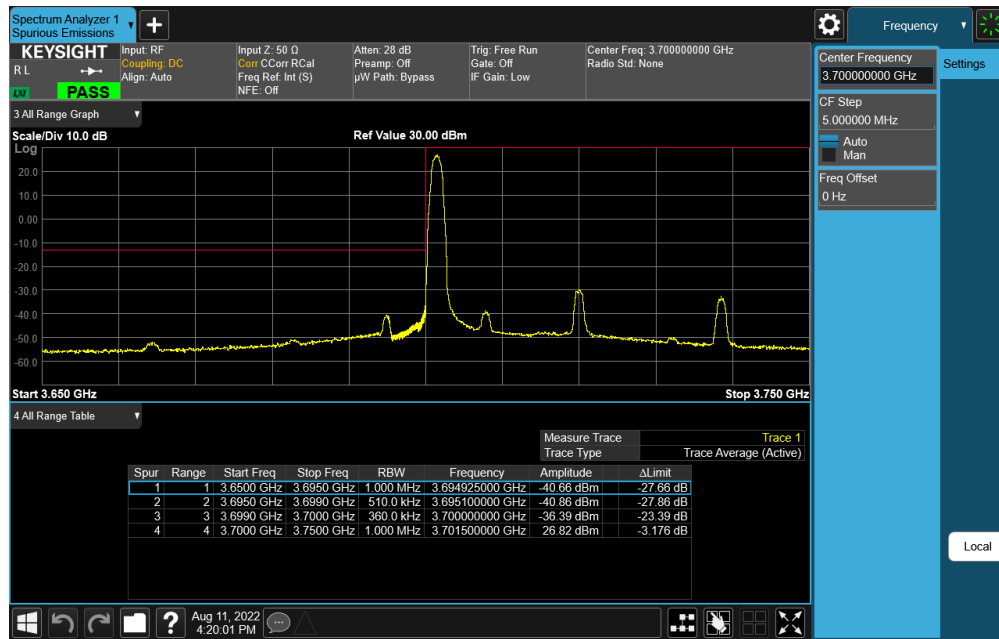 Spectrum Analyzer 1
Spurious Emissions
Frequency
KEYSIGHT
R L
LXI
PASS
Input: RF
Coupling: DC
Align: Auto
Input Z: 50 Ω
Corr CCorr RCal
Freq Ref: Int (S)
NFE: Off
Atten: 28 dB
Preamp: Off
µW Path: Bypass
Trig: Free Run
Gate: Off
IF Gain: Low
Center Freq: 3.700000000 GHz
Radio Std: None
Center Frequency
3.700000000 GHz
Settings
CF Step
5.000000 MHz
Auto
Man
Freq Offset
0 Hz
3 All Range Graph
Scale/Div 10.0 dB
Ref Value 30.00 dBm
Log
20.0
10.0
0.00
-10.0
-20.0
-30.0
-40.0
-50.0
-60.0
Start 3.650 GHz
Stop 3.750 GHz
4 All Range Table
Measure Trace Trace 1
Trace Type Trace Average (Active)
Spur Range Start Freq Stop Freq RBW Frequency Amplitude ΔLimit
1 1 3.6500 GHz 3.6950 GHz 1.000 MHz 3.694925000 GHz -40.66 dBm -27.66 dB
2 2 3.6950 GHz 3.6990 GHz 510.0 kHz 3.695100000 GHz -40.86 dBm -27.86 dB
3 3 3.6990 GHz 3.7000 GHz 360.0 kHz 3.700000000 GHz -36.39 dBm -23.39 dB
4 4 3.7000 GHz 3.7500 GHz 1.000 MHz 3.701500000 GHz 26.82 dBm -3.176 dB
Local
?
Aug 11, 2022
4:20:01 PM